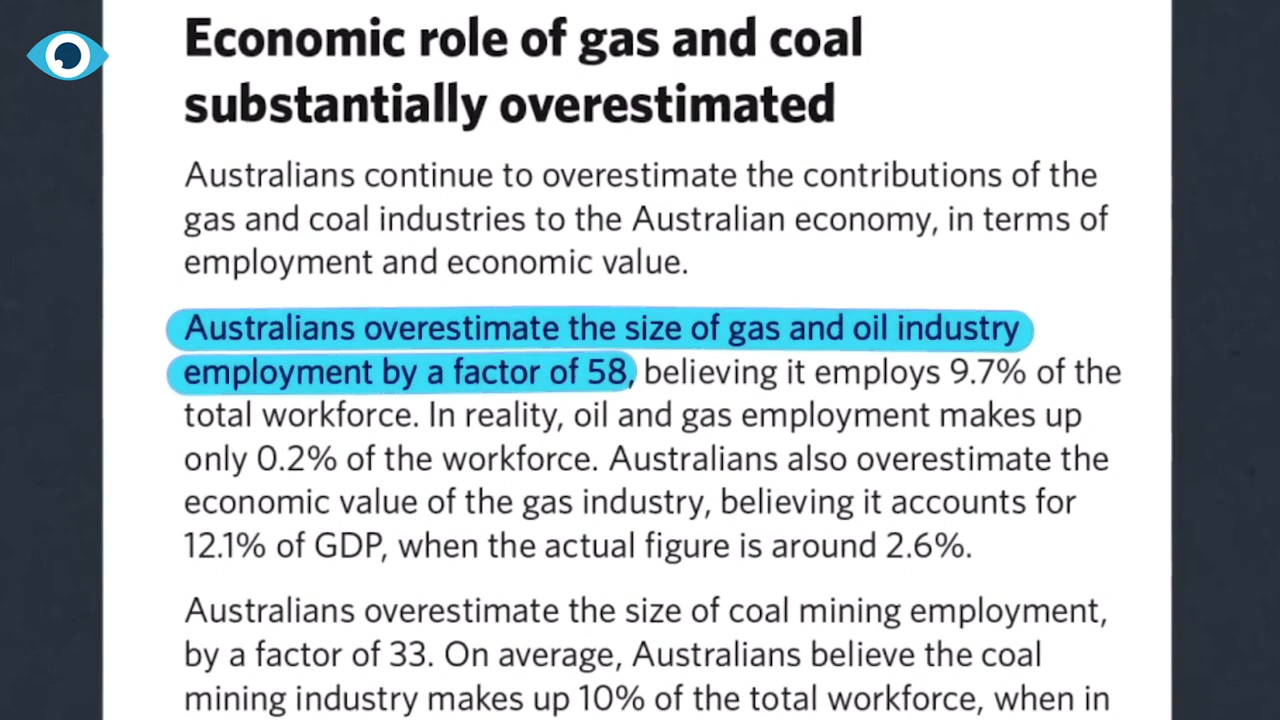 Economic role of gas and coal
substantially overestimated
Australians continue to overestimate the contributions of the
gas and coal industries to the Australian economy, in terms of
employment and economic value.
Australians overestimate the size of gas and oil industry
employment by a factor of 58, believing it employs 9.7% of the
total workforce. In reality, oil and gas employment makes up
only 0.2% of the workforce. Australians also overestimate the
economic value of the gas industry, believing it accounts for
12.1% of GDP, when the actual figure is around 2.6%.
Australians overestimate the size of coal mining employment,
by a factor of 33. On average, Australians believe the coal
mining industry makes up 10% of the total workforce, when in